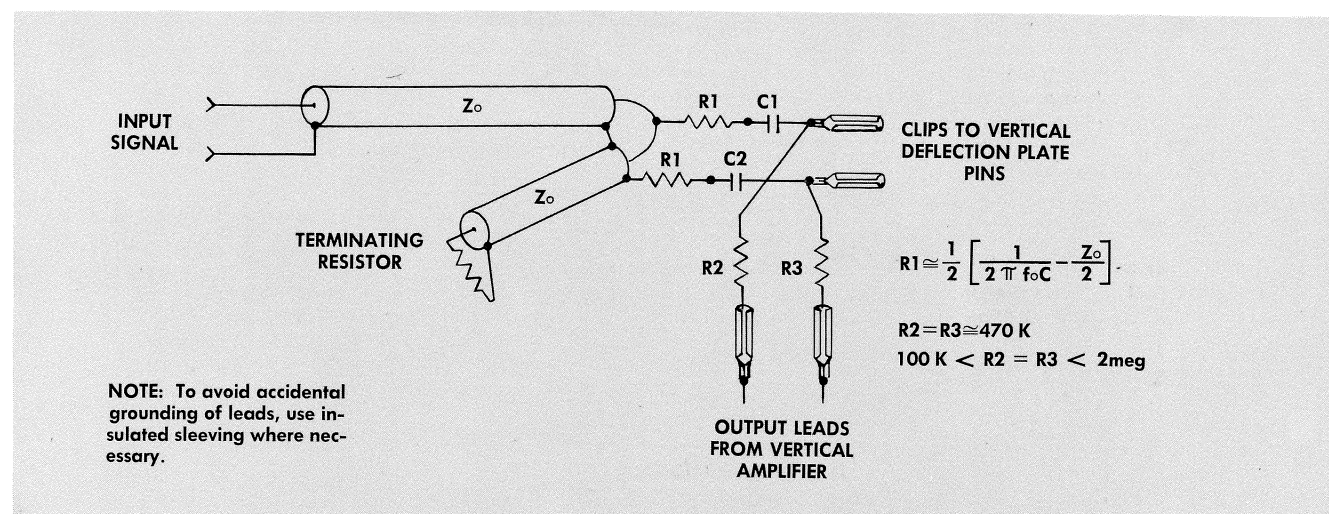 INPUT
SIGNAL
Zo
R1
C1
CLIPS TO VERTICAL
DEFLECTION PLATE
PINS
R1
C2
Zo
TERMINATING
RESISTOR
R2
R3
R1≅1/2 [1/2 π foC − Zo/2].
R2=R3≅470 K
100 K < R2 = R3 < 2meg
NOTE: To avoid accidental
grounding of leads, use in-
sulated sleeving where nec-
essary.
OUTPUT LEADS
FROM VERTICAL
AMPLIFIER